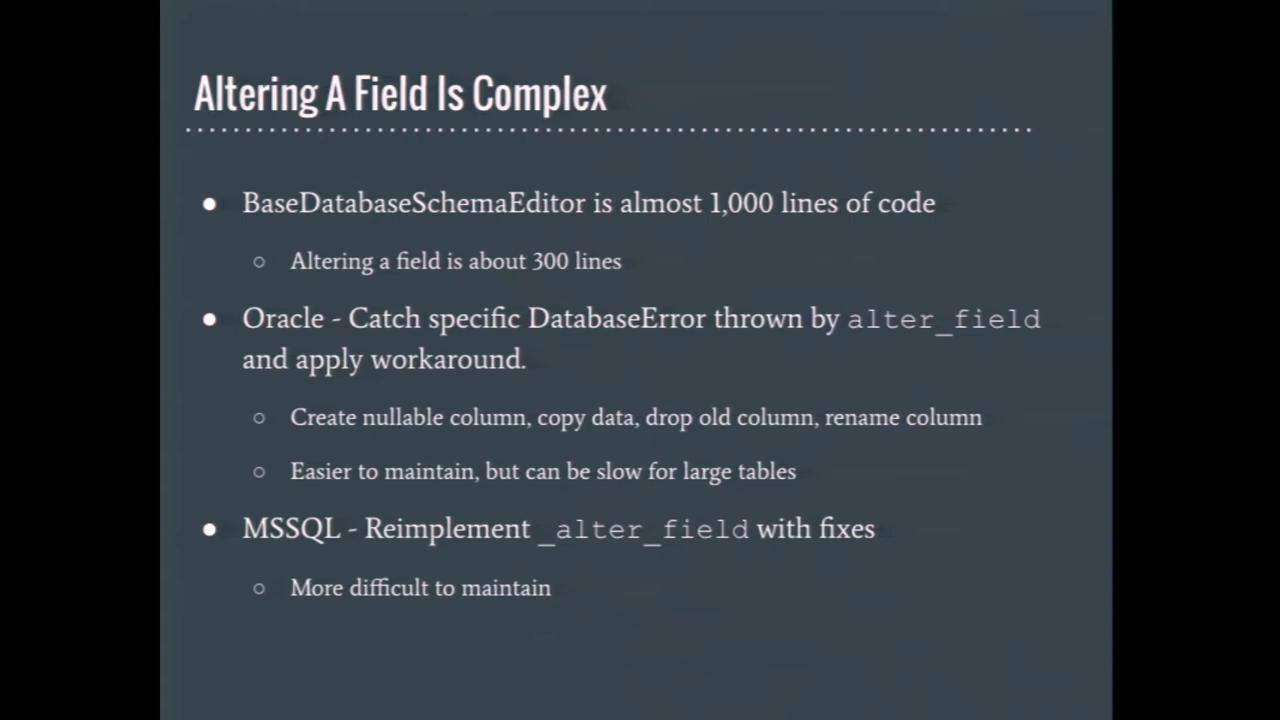 Altering A Field Is Complex
● BaseDatabaseSchemaEditor is almost 1,000 lines of code
○ Altering a field is about 300 lines
● Oracle - Catch specific DatabaseError thrown by alter_field
and apply workaround.
○ Create nullable column, copy data, drop old column, rename column
○ Easier to maintain, but can be slow for large tables
● MSSQL - Reimplement _alter_field with fixes
○ More difficult to maintain